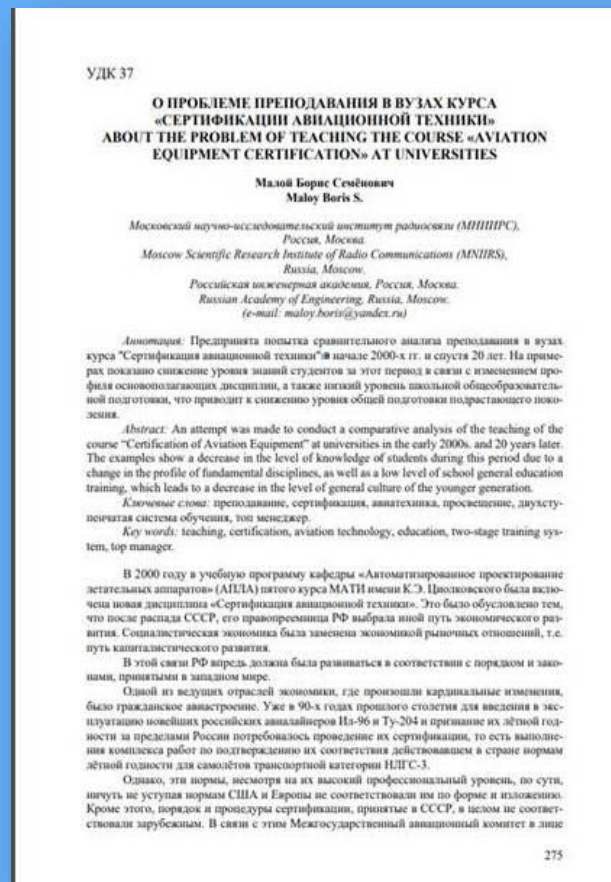 УДК 37
О ПРОБЛЕМЕ ПРЕПОДАВАНИЯ В ВУЗАХ КУРСА
«СЕРТИФИКАЦИИ АВИАЦИОННОЙ ТЕХНИКИ»
ABOUT THE PROBLEM OF TEACHING THE COURSE «AVIATION
EQUIPMENT CERTIFICATION» AT UNIVERSITIES
Малой Борис Семёнович
Maloy Boris S.
Московский научно-исследовательский институт радиосвязи (МНИИРС),
Россия, Москва.
Moscow Scientific Research Institute of Radio Communications (MNIIRS),
Russia, Moscow.
Российская инженерная академия, Россия, Москва.
Russian Academy of Engineering, Russia, Moscow.
(e-mail: maloy.boris@yandex.ru)
Аннотация: Предпринята попытка сравнительного анализа преподавания в вузах
курса "Сертификация авиационной техники" в начале 2000-х гг. и спустя 20 лет. На приме-
рах показано снижение уровня знаний студентов за этот период в связи с изменением про-
филя основополагающих дисциплин, а также низкий уровень школьной общеобразователь-
ной подготовки, что приводит к снижению уровня общей подготовки подрастающего поко-
ления.
Abstract: An attempt was made to conduct a comparative analysis of the teaching of the
course “Certification of Aviation Equipment” at universities in the early 2000s. and 20 years later.
The examples show a decrease in the level of knowledge of students during this period due to a
change in the profile of fundamental disciplines, as well as a low level of school general education
training, which leads to a decrease in the level of general culture of the younger generation.
Ключевые слова: преподавание, сертификация, авиатехника, просвещение, двухсту-
пенчатая система обучения, топ менеджер.
Key words: teaching, certification, aviation technology, education, two-stage training sys-
tem, top manager.
В 2000 году в учебную программу кафедры «Автоматизированное проектирование
летательных аппаратов» (АПЛА) пятого курса МАТИ имени К.Э. Циолковского была вклю-
чена новая дисциплина «Сертификация авиационной техники». Это было обусловлено тем,
что после распада СССР, его правопреемница РФ выбрала иной путь экономического раз-
вития. Социалистическая экономика была заменена экономикой рыночных отношений, т.е.
путь капиталистического развития.
В этой связи РФ впредь должна была развиваться в соответствии с порядком и зако-
нами, принятыми в западном мире.
Одной из ведущих отраслей экономики, где произошли кардинальные изменения,
было гражданское авиастроение. Уже в 90-х годах прошлого столетия для введения в экс-
плуатацию новейших российских авиалайнеров Ил-96 и Ту-204 и признание их лётной год-
ности за пределами России потребовалось проведение их сертификации, то есть выполне-
ния комплекса работ по подтверждению их соответствия действовавшем в стране нормам
лётной годности для самолётов транспортной категории НЛГС-3.
Однако, эти нормы, несмотря на их высокий профессиональный уровень, по сути,
ничуть не уступая нормам США и Европы не соответствовали им по форме и изложению.
Кроме этого, порядок и процедуры сертификации, принятые в СССР, в целом не соответ-
ствовали зарубежным. В связи с этим Межгосударственный авиационный комитет в лице
275